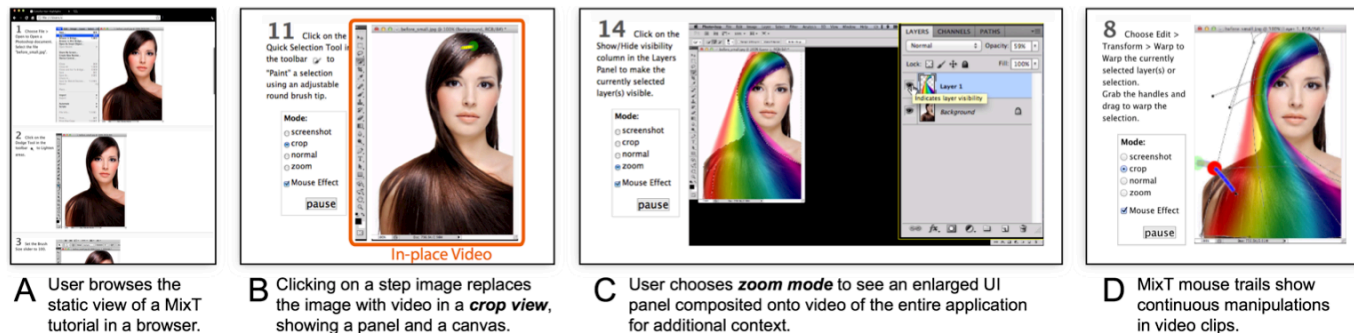 1 Choose File >
Open to Open a
Photoshop document.
Select the file
"before_small.jpg".
2 Click on the
Dodge Tool in the
toolbar to Lighten
areas.
3 Set the Brush
Size slider to 100.
11 Click on the
Quick Selection Tool in
the toolbar to
"Paint" a selection
using an adjustable
round brush tip.
Mode:
screenshot
crop
normal
zoom
Mouse Effect
pause
In-place Video
14 Click on the
Show/Hide visibility
column in the Layers
Panel to make the
currently selected
layer(s) visible.
Mode:
screenshot
crop
normal
zoom
Mouse Effect
pause
LAYERS CHANNELS PATHS
Normal Opacity: 59%
Lock: Fill: 100%
Layer 1
Indicates layer visibility
Background
8 Choose Edit >
Transform > Warp to
Warp the currently
selected layer(s) or
selection.
Grab the handles and
drag to warp the
selection.
Mode:
screenshot
crop
normal
zoom
Mouse Effect
pause
A User browses the
static view of a MixT
tutorial in a browser.
B Clicking on a step image replaces
the image with video in a crop view,
showing a panel and a canvas.
C User chooses zoom mode to see an enlarged UI
panel composited onto video of the entire application
for additional context.
D MixT mouse trails show
continuous manipulations
in video clips.